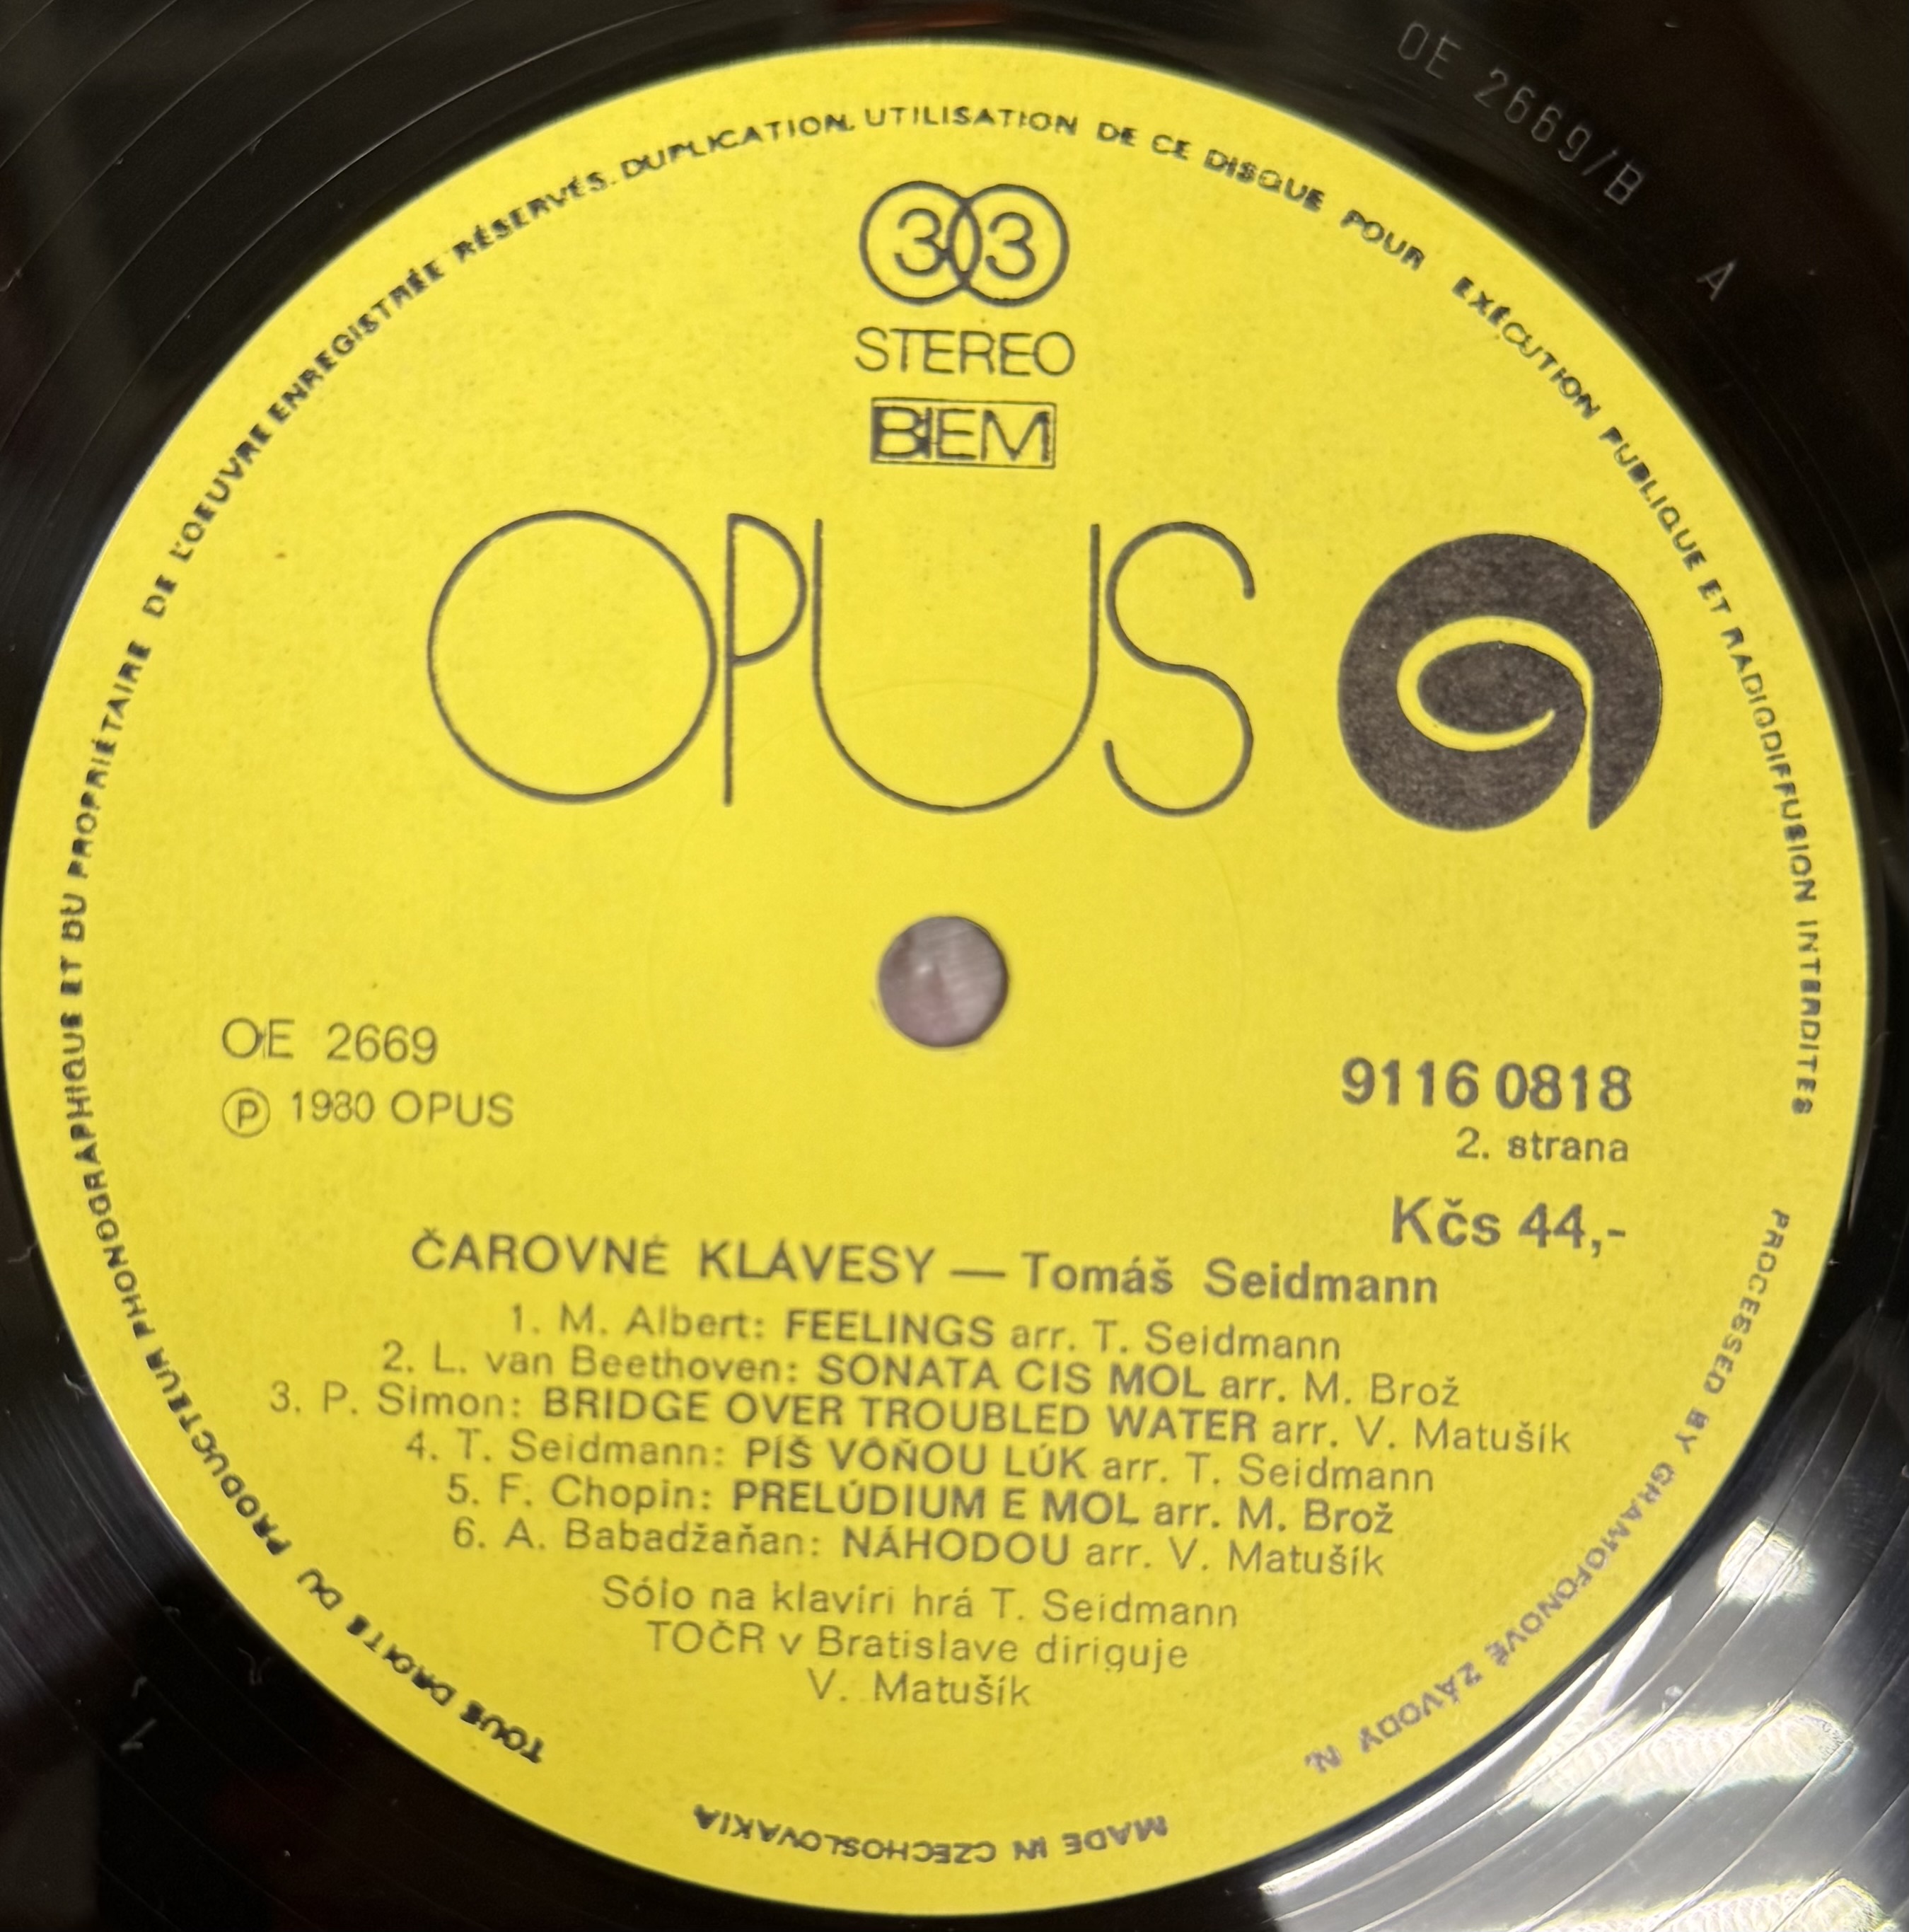 OE 2669/B A
TOUS DROITS DU PRODUCTEUR PHONOGRAPHIQUE ET DU PROPRIÉTAIRE DE L'OEUVRE ENREGISTRÉE RÉSERVÉS. DUPLICATION. UTILISATION DE CE DISQUE POUR EXÉCUTION PUBLIQUE ET RADIODIFFUSION INTERDITES
33
STEREO
BIEM
OPUS
OE 2669
℗ 1980 OPUS
9116 0818
2. strana
Kčs 44,-
ČAROVNÉ KLÁVESY — Tomáš Seidmann
1. M. Albert: FEELINGS arr. T. Seidmann
2. L. van Beethoven: SONATA CIS MOL arr. M. Brož
3. P. Simon: BRIDGE OVER TROUBLED WATER arr. V. Matušík
4. T. Seidmann: PÍŠ VÔŇOU LÚK arr. T. Seidmann
5. F. Chopin: PRELÚDIUM E MOL arr. M. Brož
6. A. Babadžaňan: NÁHODOU arr. V. Matušík
Sólo na klavíri hrá T. Seidmann
TOČR v Bratislave diriguje
V. Matušík
PROCESSED BY GRAMOFONOVÉ ZÁVODY N.
MADE IN CZECHOSLOVAKIA